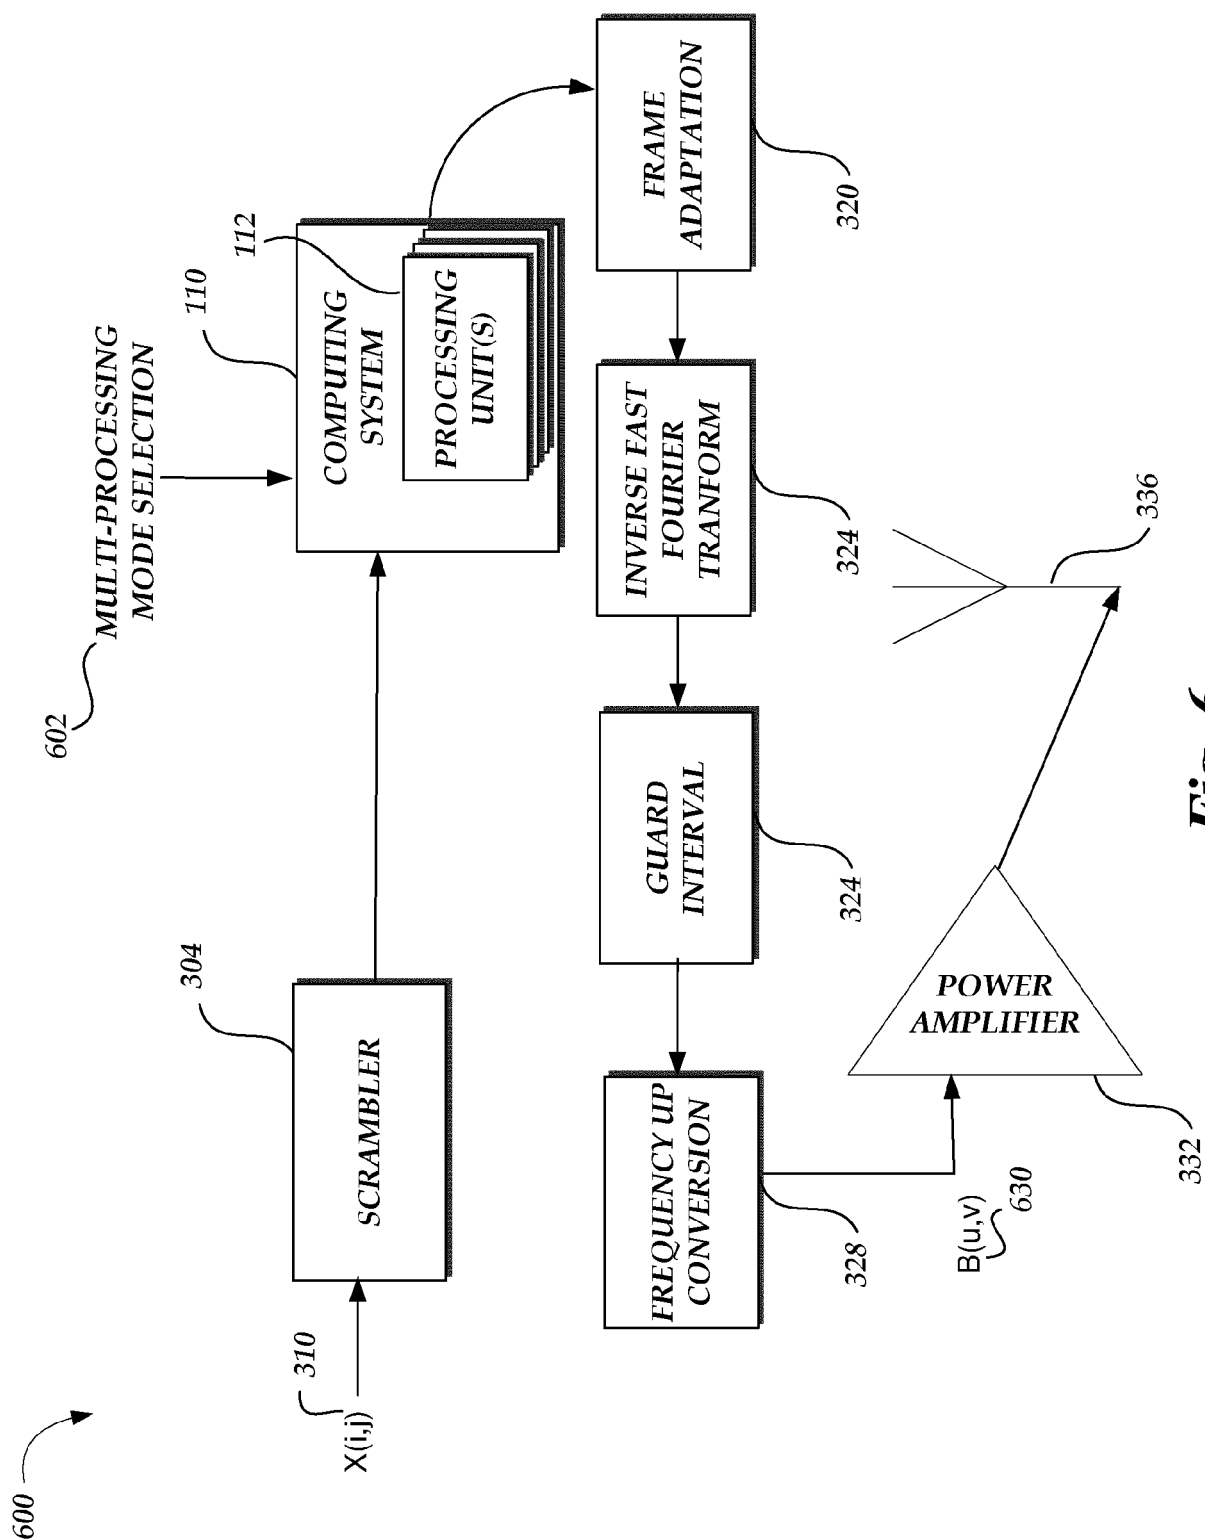 600
602
MULTI-PROCESSING
MODE SELECTION
X(i,j)
310
304
SCRAMBLER
110
COMPUTING
SYSTEM
112
PROCESSING
UNIT(S)
FRAME
ADAPTATION
320
INVERSE FAST
FOURIER
TRANFORM
324
GUARD
INTERVAL
324
FREQUENCY UP
CONVERSION
328
B(u,v)
630
POWER
AMPLIFIER
332
336